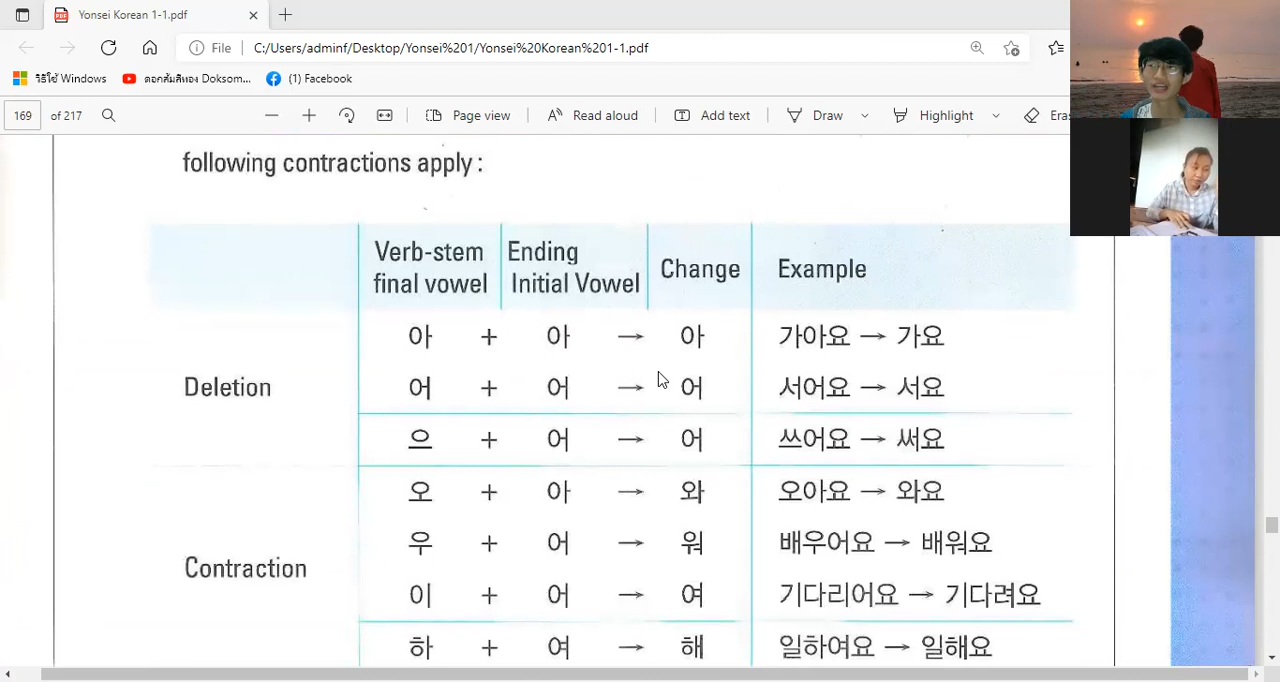 Yonsei Korean 1-1.pdf
File C:/Users/adminf/Desktop/Yonsei%201/Yonsei%20Korean%201-1.pdf
วิธีใช้ Windows ดอกส้มสีทอง Doksom... (1) Facebook
169 of 217 Page view Read aloud Add text Draw Highlight Eras
following contractions apply :
Verb-stem final vowel Ending Initial Vowel Change Example
아 + 아 → 아 가아요 → 가요
Deletion 어 + 어 → 어 서어요 → 서요
으 + 어 → 어 쓰어요 → 써요
오 + 아 → 와 오아요 → 와요
우 + 어 → 워 배우어요 → 배워요
Contraction
이 + 어 → 여 기다리어요 → 기다려요
하 + 여 → 해 일하여요 → 일해요